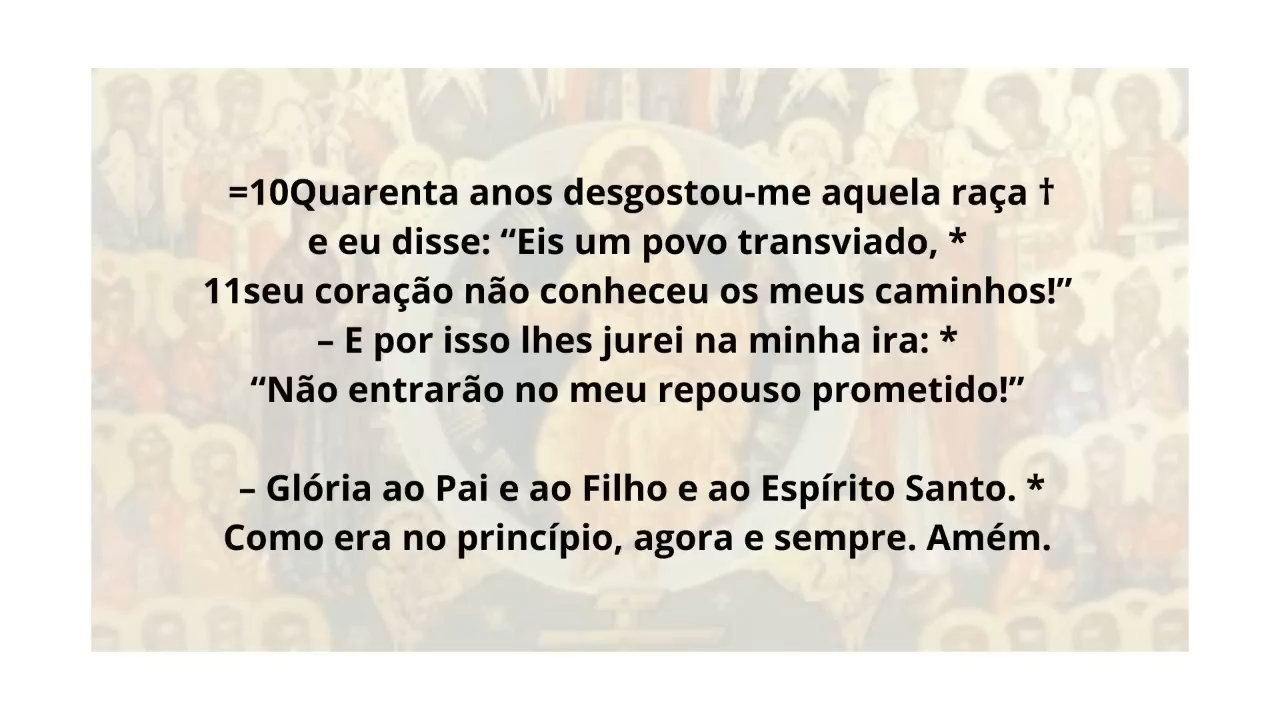 =10Quarenta anos desgostou-me aquela raça †
e eu disse: “Eis um povo transviado, *
11seu coração não conheceu os meus caminhos!”
– E por isso lhes jurei na minha ira: *
“Não entrarão no meu repouso prometido!”
– Glória ao Pai e ao Filho e ao Espírito Santo. *
Como era no princípio, agora e sempre. Amém.